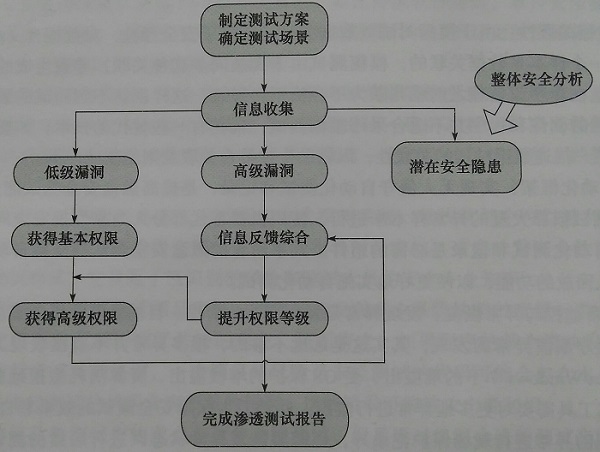 制定测试方案
确定测试场景
整体安全分析
信息收集
低级漏洞
高级漏洞
潜在安全隐患
获得基本权限
信息反馈综合
获得高级权限
提升权限等级
完成渗透测试报告